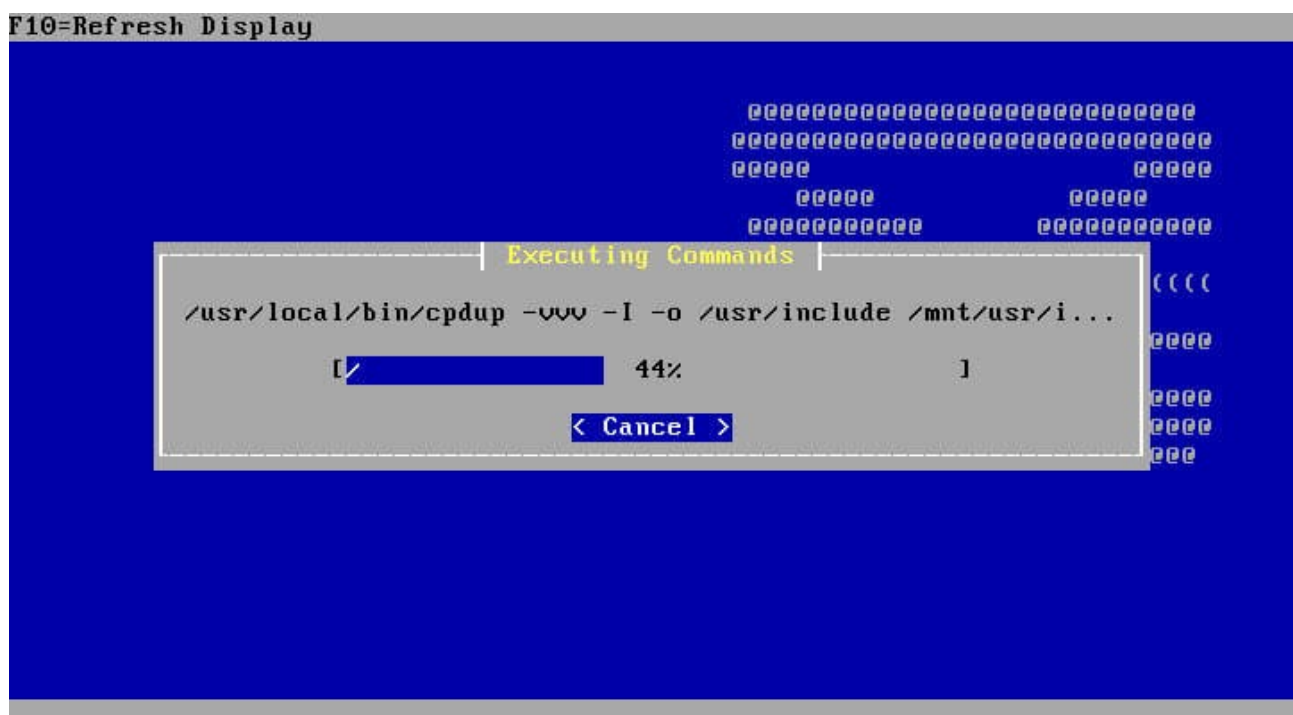 F10=Refresh Display
@@@@@@@@@@@@@@@@@@@@@@@@@@@@
@@@@@@@@@@@@@@@@@@@@@@@@@@@@@@
@@@@@ @@@@@
@@@@@ @@@@@
@@@@@@@@@@@ @@@@@@@@@@@
Executing Commands
((((
/usr/local/bin/cpdup -vvv -I -o /usr/include /mnt/usr/i...
@@@@
[/ 44% ]
@@@@
< Cancel > @@@@
@@@